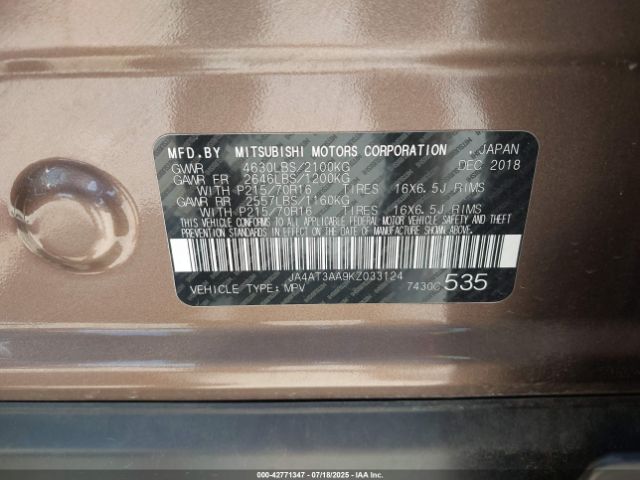 MFD.BY MITSUBISHI MOTORS CORPORATION , JAPAN
GVWR 4630LBS/2100KG DEC 2018
GAWR FR 2646LBS/1200KG
WITH P215/70R16 TIRES 16X6.5J RIMS
GAWR RR 2557LBS/1160KG
WITH P215/70R16 TIRES 16X6.5J RIMS
THIS VEHICLE CONFORMS TO ALL APPLICABLE FEDERAL MOTOR VEHICLE SAFETY AND THEFT
PREVENTION STANDARDS IN EFFECT ON THE DATE OF MANUFACTURE SHOWN ABOVE.
JA4AT3AA9KZ033124
VEHICLE TYPE: MPV 7430C 535
000-42771347 07/18/2025 IAA Inc.